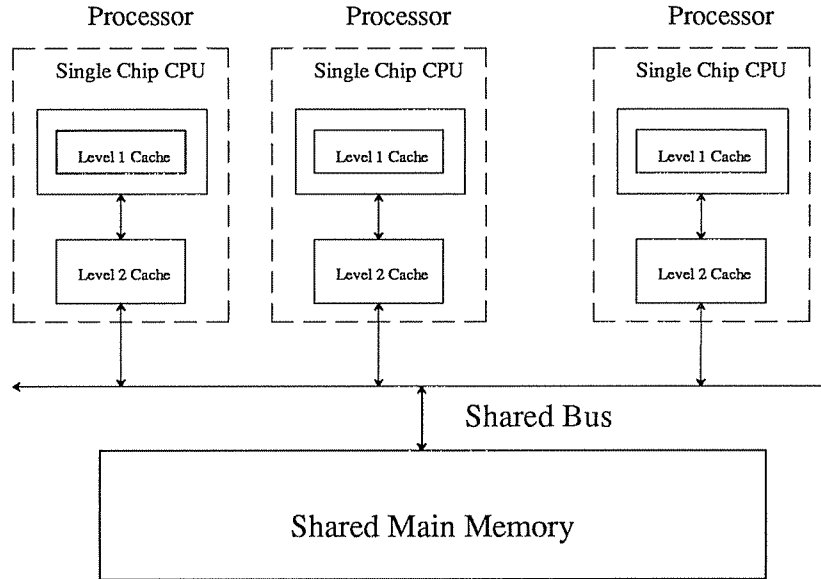 Processor Processor Processor
Single Chip CPU Single Chip CPU Single Chip CPU
Level 1 Cache Level 1 Cache Level 1 Cache
Level 2 Cache Level 2 Cache Level 2 Cache
Shared Bus
Shared Main Memory